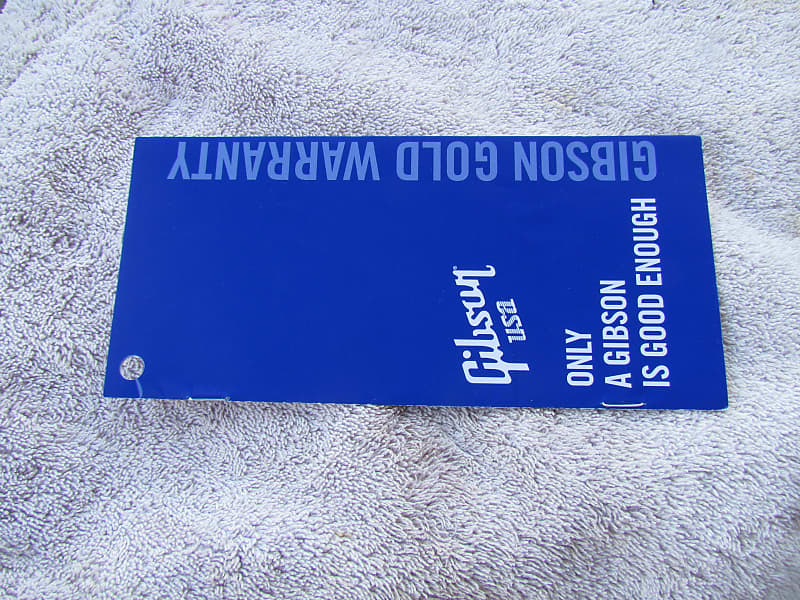 GIBSON GOLD WARRANTY
Gibson
USA
ONLY
A GIBSON
IS GOOD ENOUGH